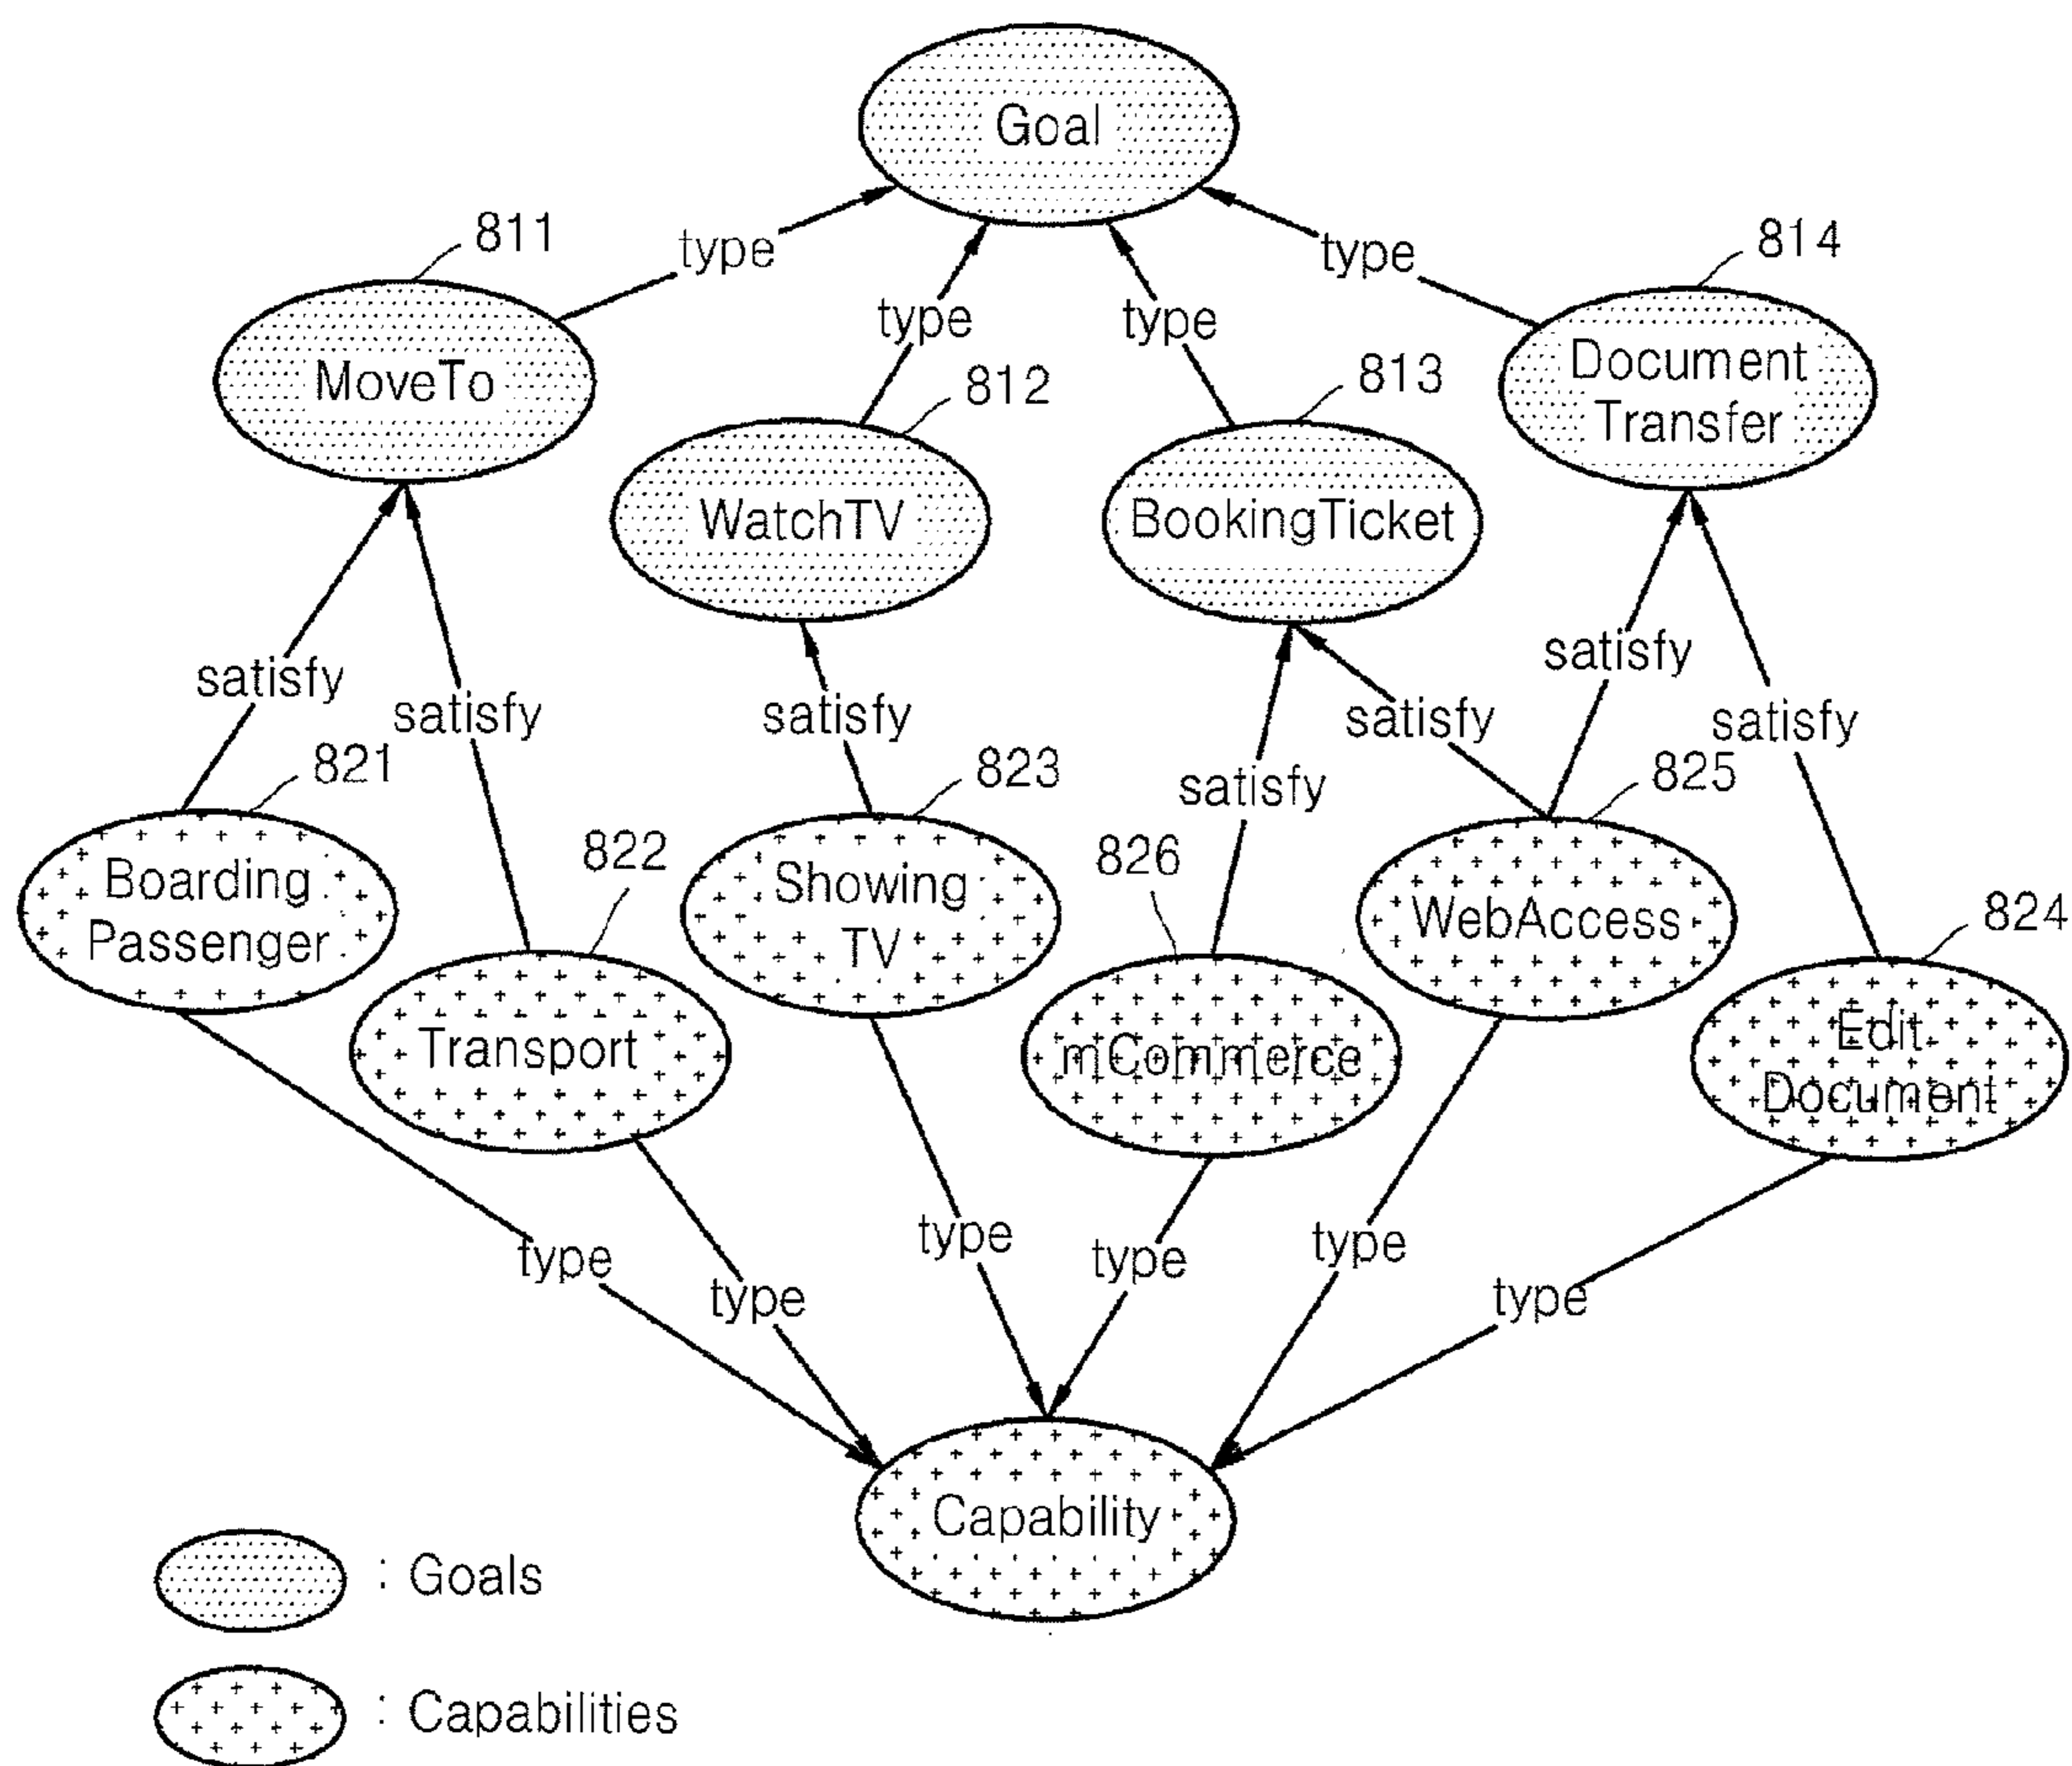 Goal
811
type
type
814
MoveTo
type
type
812
813
Document
Transfer
WatchTV
BookingTicket
satisfy
satisfy
satisfy
satisfy
satisfy
satisfy
satisfy
821
823
825
822
826
824
Boarding
Passenger
Showing
TV
WebAccess
Transport
mCommerce
Edit
Document
type
type
type
type
type
type
Capability
: Goals
: Capabilities